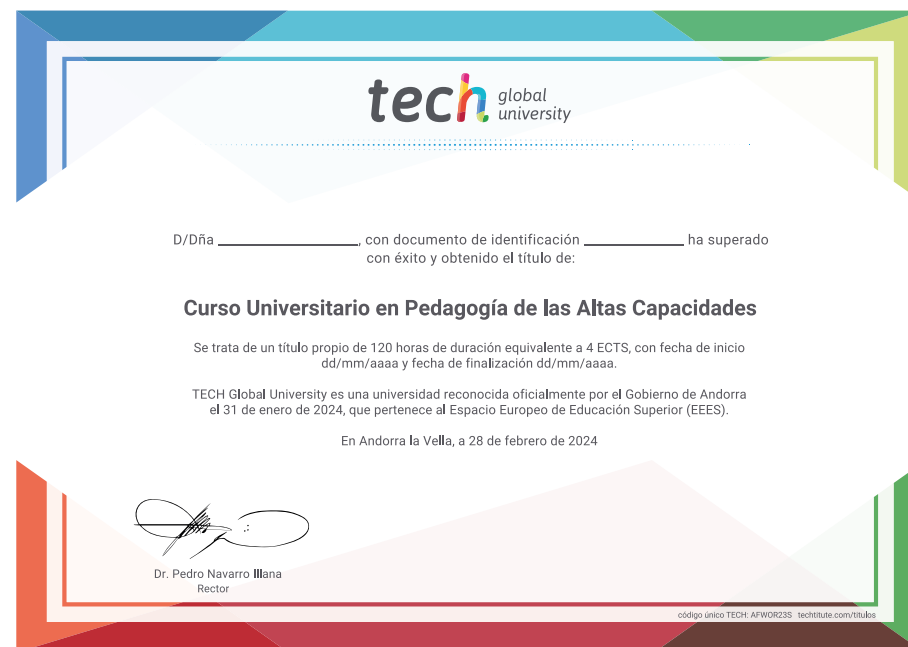 tech global university
D/Dña ____________________, con documento de identificación ______________ ha superado
con éxito y obtenido el título de:
Curso Universitario en Pedagogía de las Altas Capacidades
Se trata de un título propio de 120 horas de duración equivalente a 4 ECTS, con fecha de inicio
dd/mm/aaaa y fecha de finalización dd/mm/aaaa.
TECH Global University es una universidad reconocida oficialmente por el Gobierno de Andorra
el 31 de enero de 2024, que pertenece al Espacio Europeo de Educación Superior (EEES).
En Andorra la Vella, a 28 de febrero de 2024
Dr. Pedro Navarro Illana
Rector
código único TECH: AFWOR23S techtitute.com/titulos